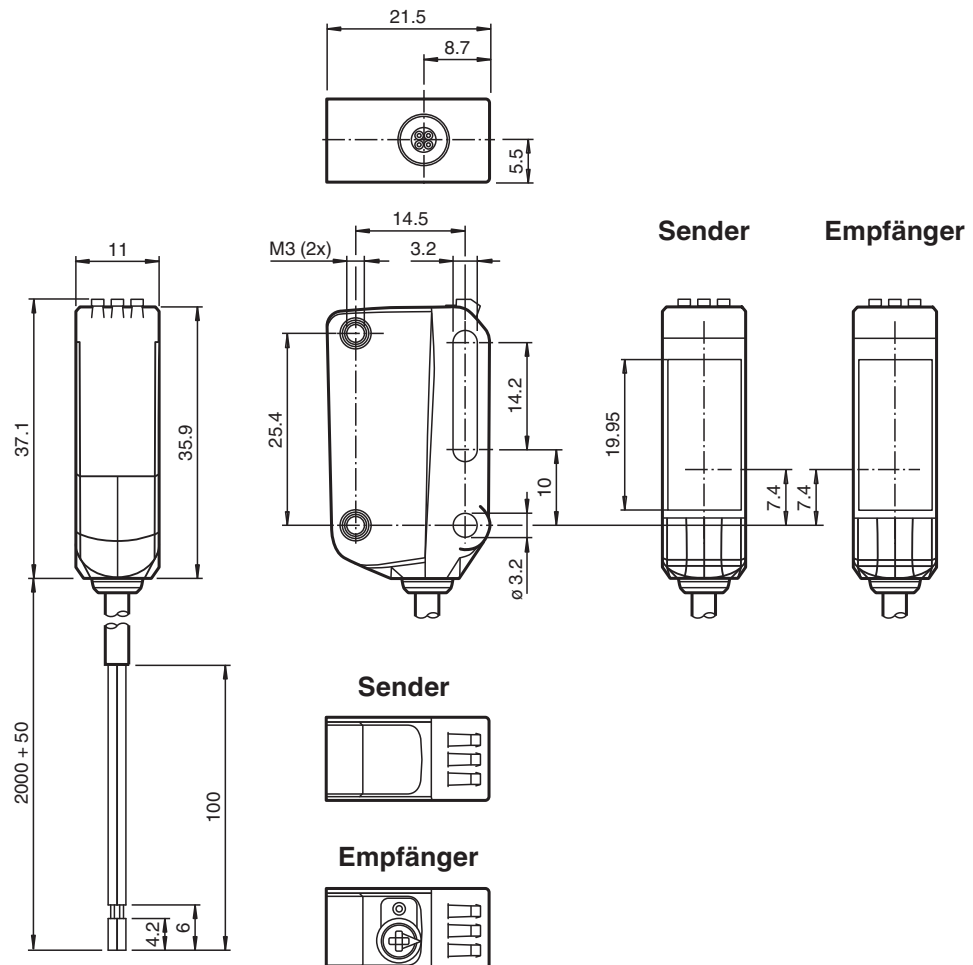 21.5
8.7
5.5
14.5
M3 (2x)
3.2
Sender
Empfänger
11
37.1
35.9
25.4
14.2
10
ø 3.2
19.95
7.4
7.4
2000 + 50
100
4.2
6
Sender
Empfänger